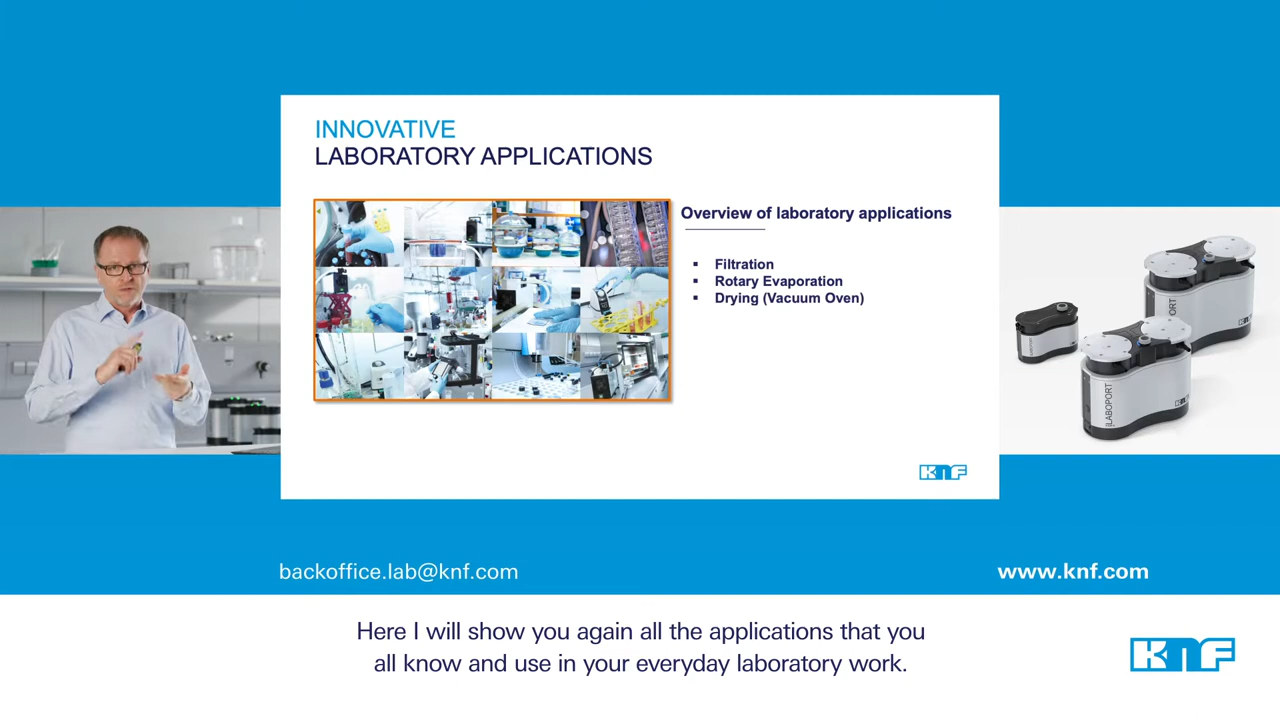 INNOVATIVE
LABORATORY APPLICATIONS
Overview of laboratory applications
▪ Filtration
▪ Rotary Evaporation
▪ Drying (Vacuum Oven)
KNF
LABOPORT
backoffice.lab@knf.com
www.knf.com
Here I will show you again all the applications that you
all know and use in your everyday laboratory work.
KNF